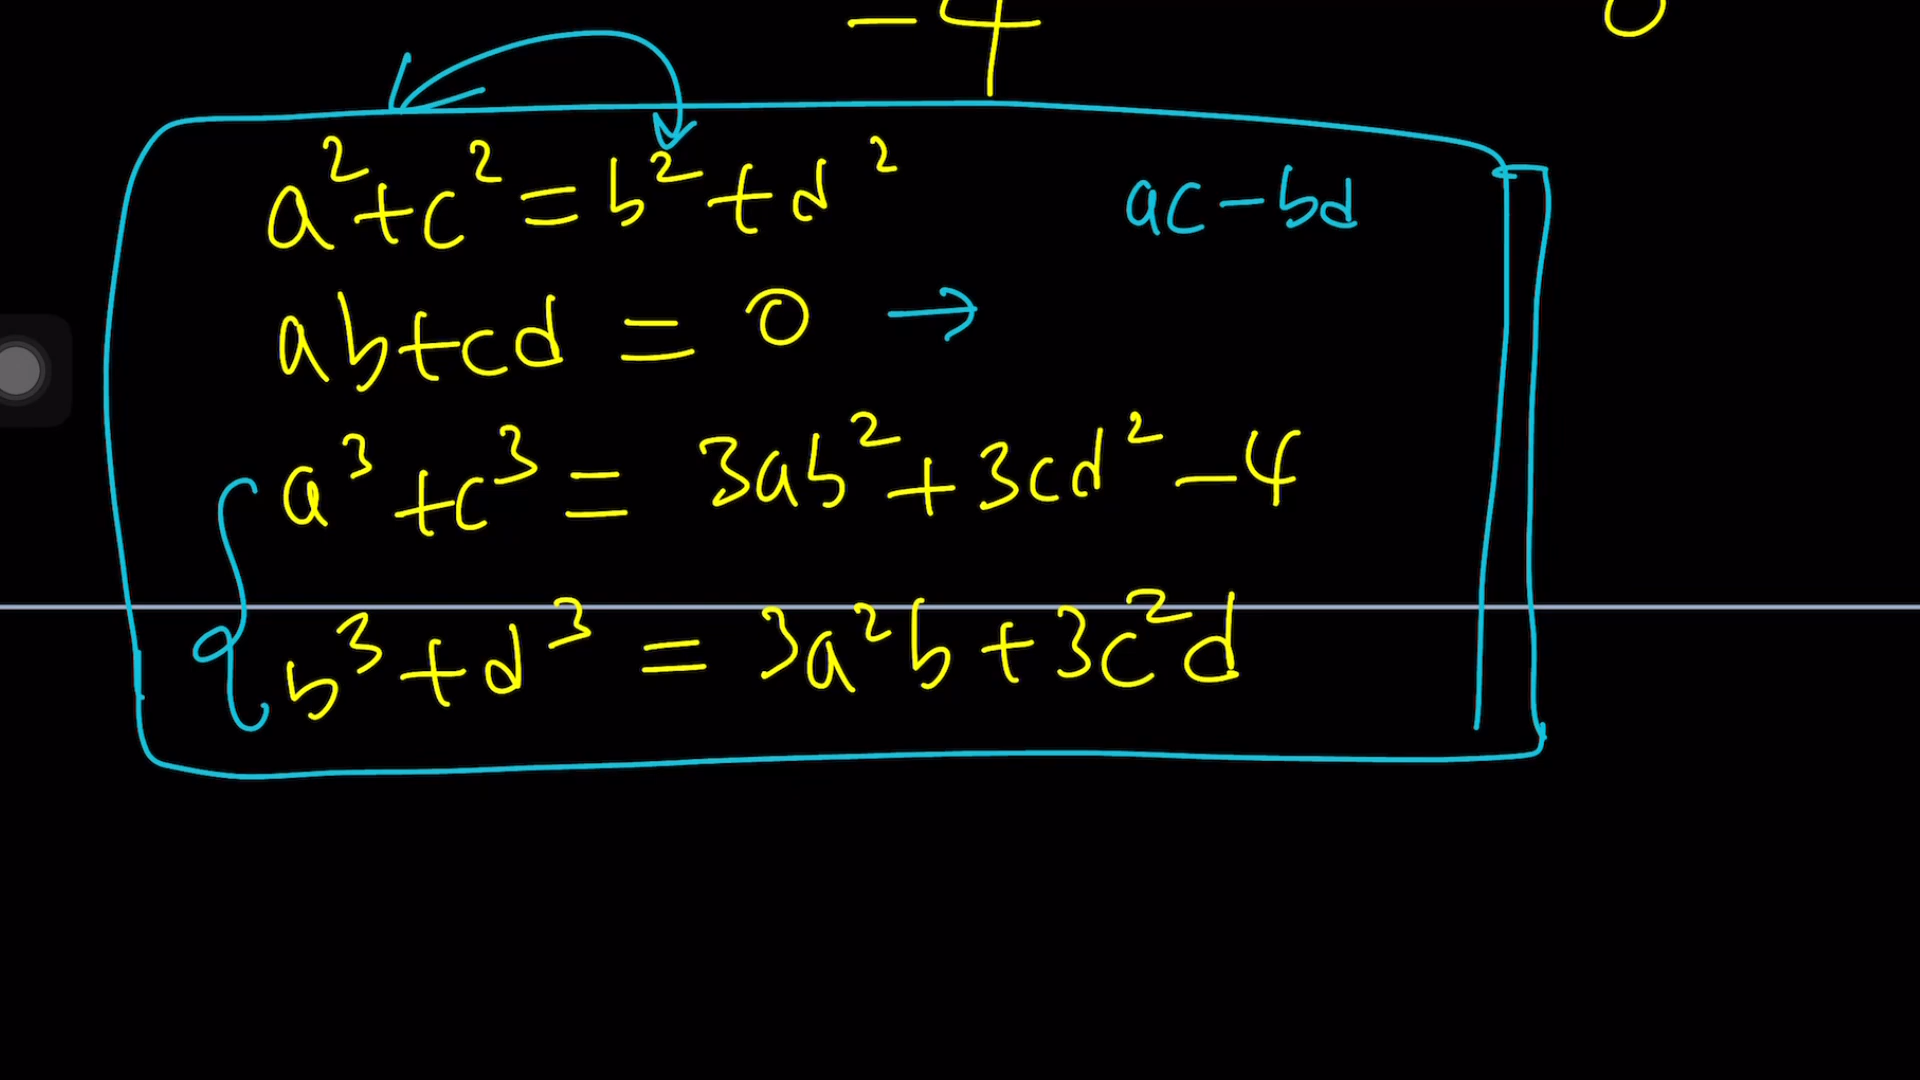 -4 0
a²+c²=b²+d² ac-bd
ab+cd = 0 →
a³+c³= 3ab²+3cd²-4
b³+d³ = 3a²b+3c²d